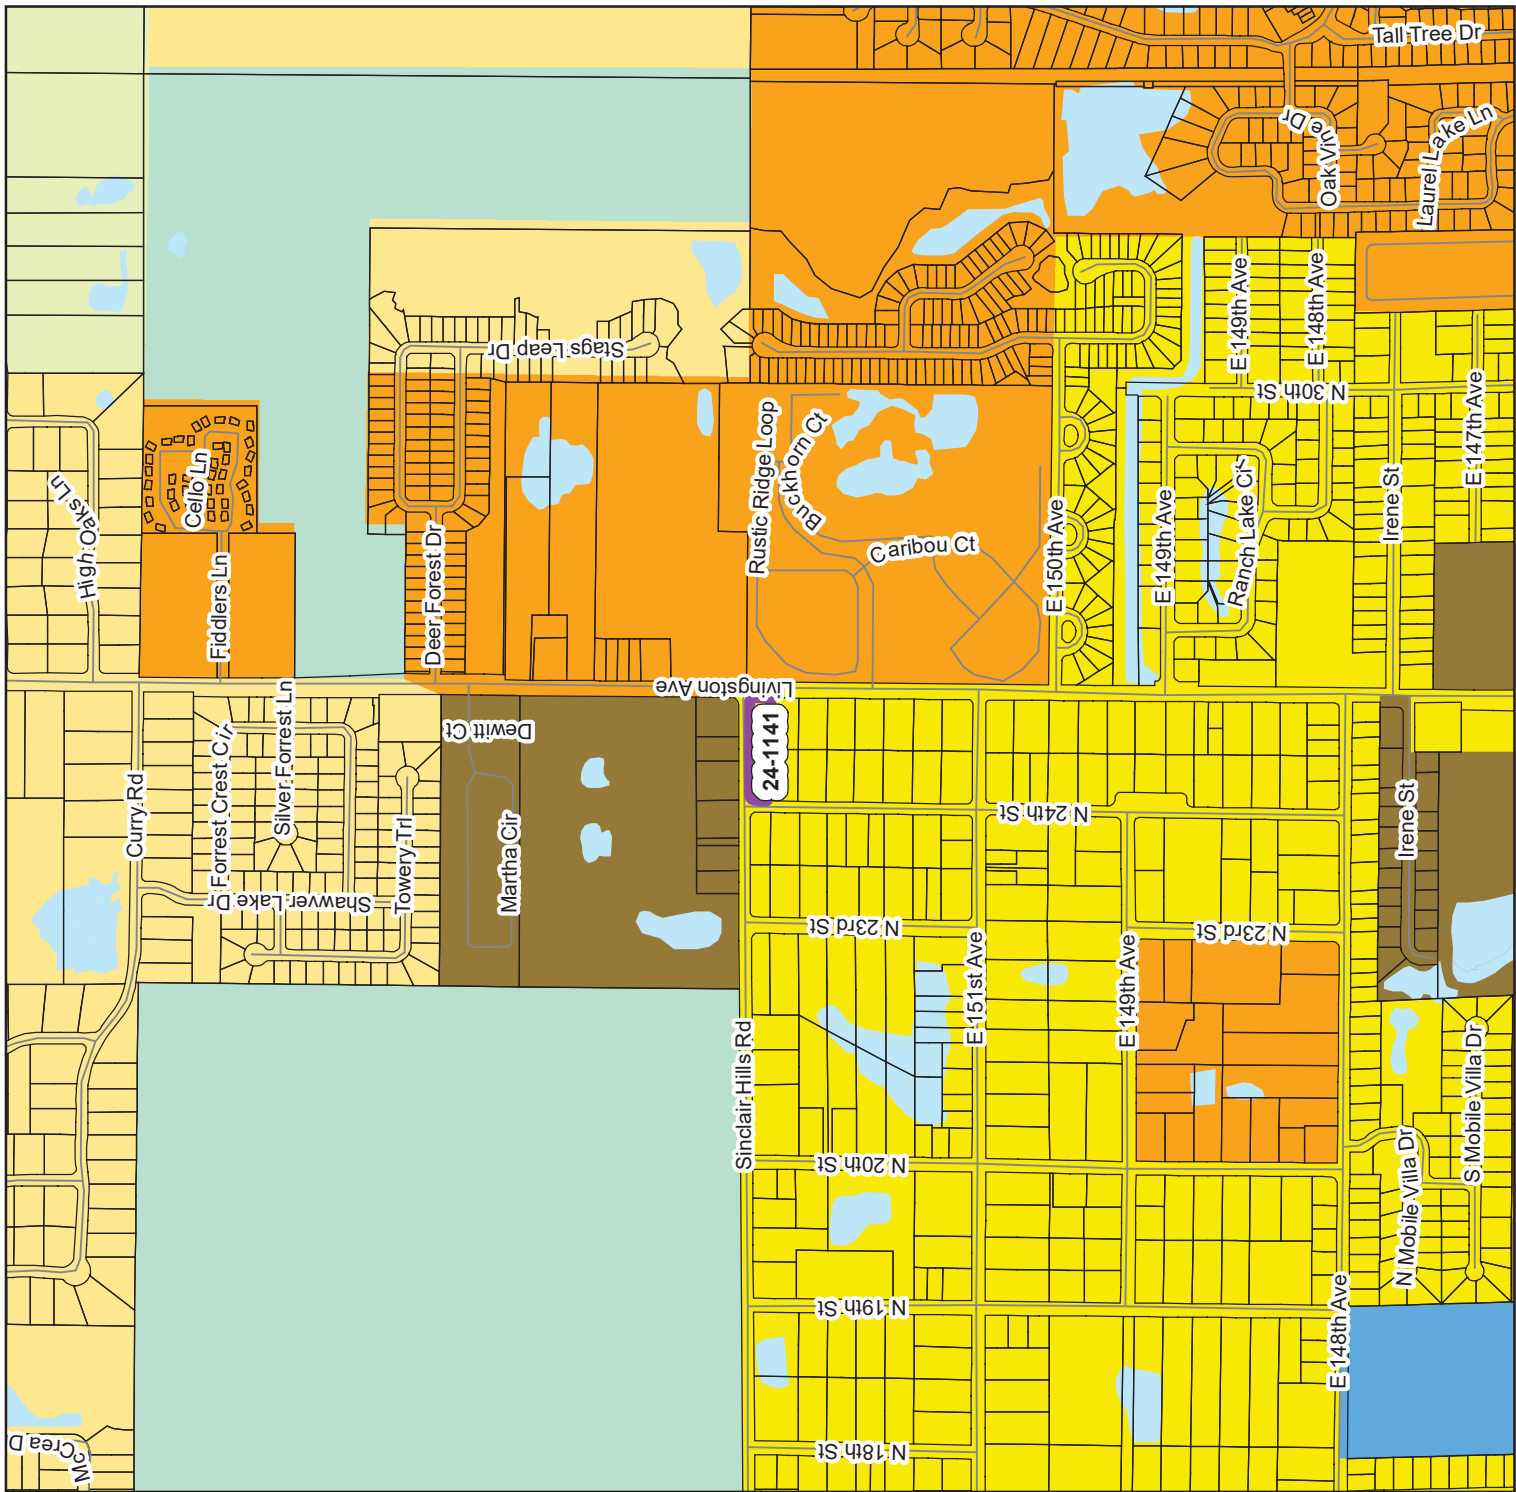 Tall Tree Dr
Oak Vine Dr
Laurel Lake Ln
E 149th Ave
E 148th Ave
N 30th St
E 147th Ave
Stags Leap Dr
Rustic Ridge Loop
Buckhorn Ct
Caribou Ct
E 150th Ave
E 149th Ave
Ranch Lake Cir
Irene St
High Oaks Ln
Cello Ln
Fiddlers Ln
Deer Forest Dr
Livingston Ave
24-1141
Dewitt Ct
Martha Cir
Curry Rd
Forrest Crest Cir
Silver Forrest Ln
Shawver Lake Dr
Towery Trl
N 24th St
Irene St
N 23rd St
N 23rd St
E 151st Ave
E 149th Ave
Sinclair Hills Rd
N 20th St
N Mobile Villa Dr
S Mobile Villa Dr
N 19th St
E 148th Ave
N 18th St
Mc Crea D